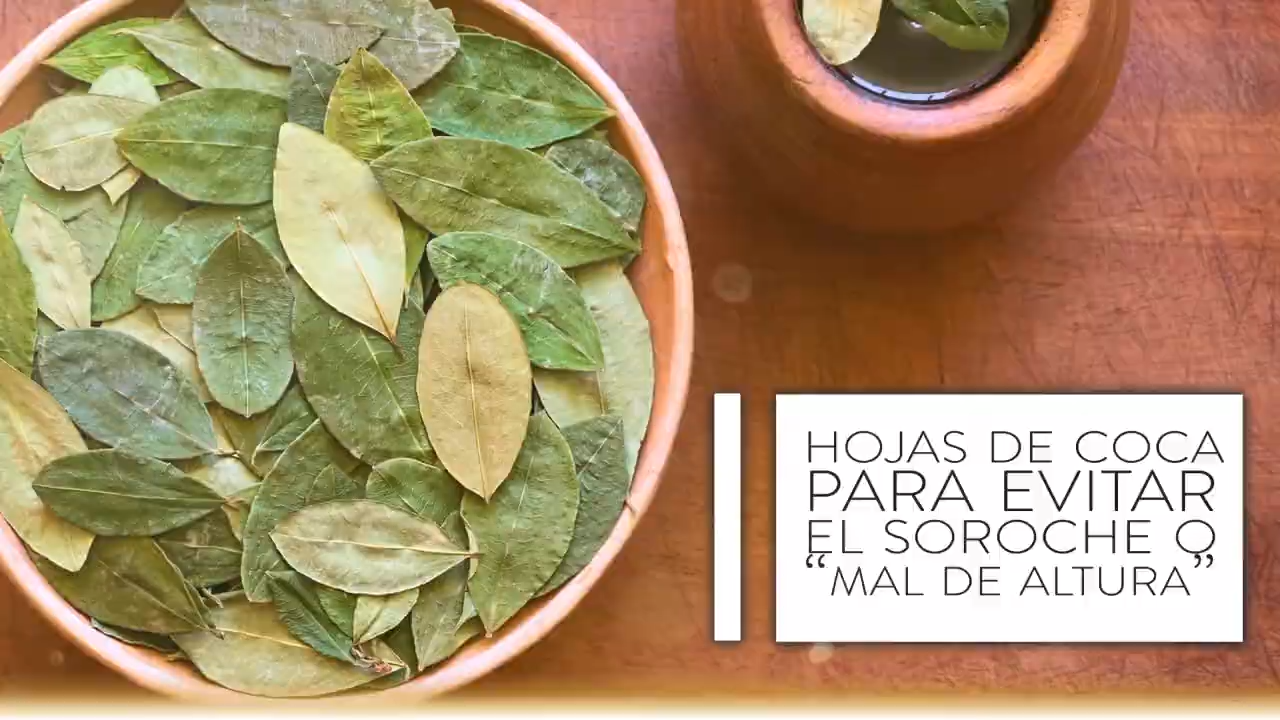 HOJAS DE COCA
PARA EVITAR
EL SOROCHE O
“MAL DE ALTURA”